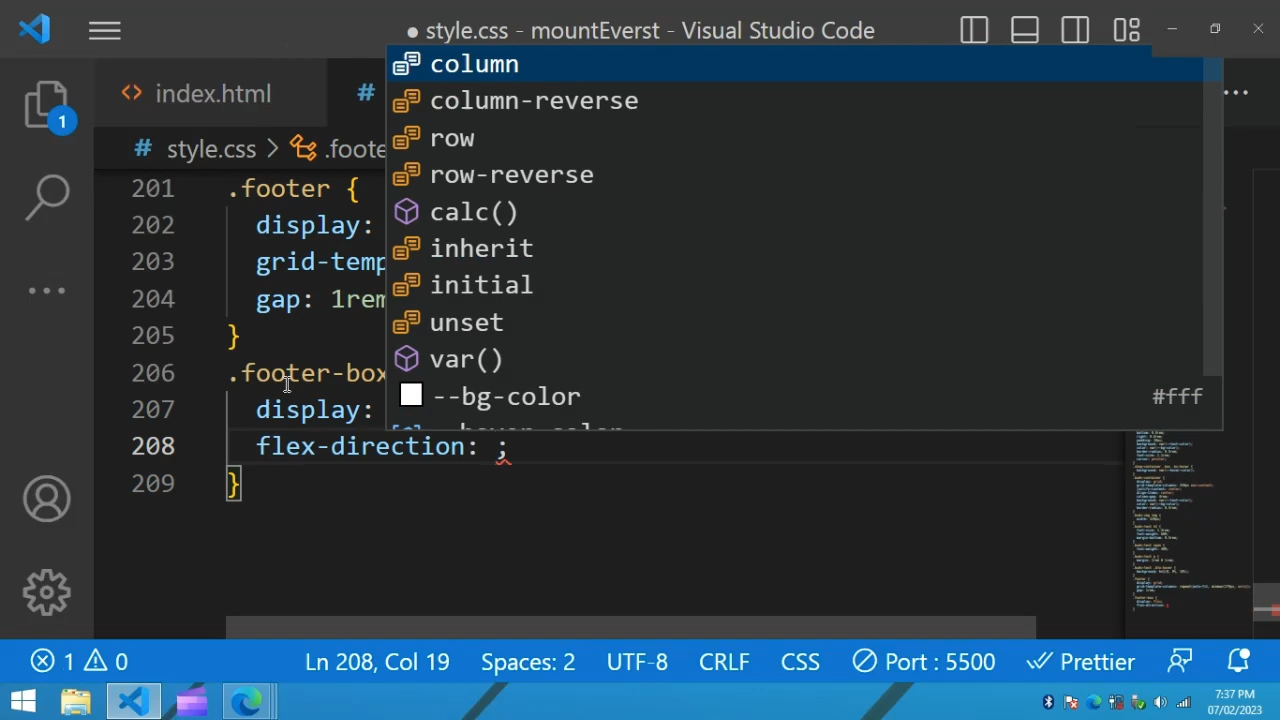 ● style.css - mountEverst - Visual Studio Code
index.html
#
# style.css > .foote
201 .footer {
202 display:
203 grid-temp
204 gap: 1rem
205 }
206 .footer-box
207 display:
208 flex-direction: ;
209 }
column
column-reverse
row
row-reverse
calc()
inherit
initial
unset
var()
--bg-color #fff
1
1 0 Ln 208, Col 19 Spaces: 2 UTF-8 CRLF CSS Port : 5500 Prettier
7:37 PM
07/02/2023